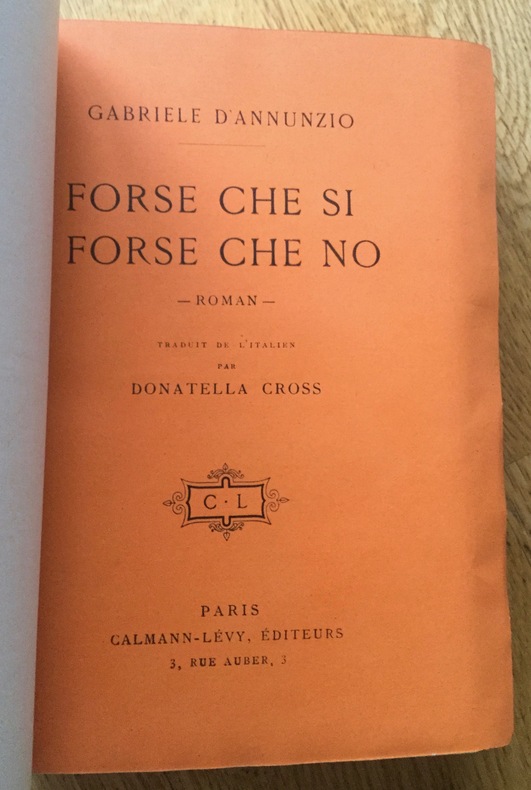 GABRIELE D'ANNUNZIO
FORSE CHE SI
FORSE CHE NO
— ROMAN —
TRADUIT DE L'ITALIEN
PAR
DONATELLA CROSS
C · L
PARIS
CALMANN-LÉVY, ÉDITEURS
3, RUE AUBER, 3